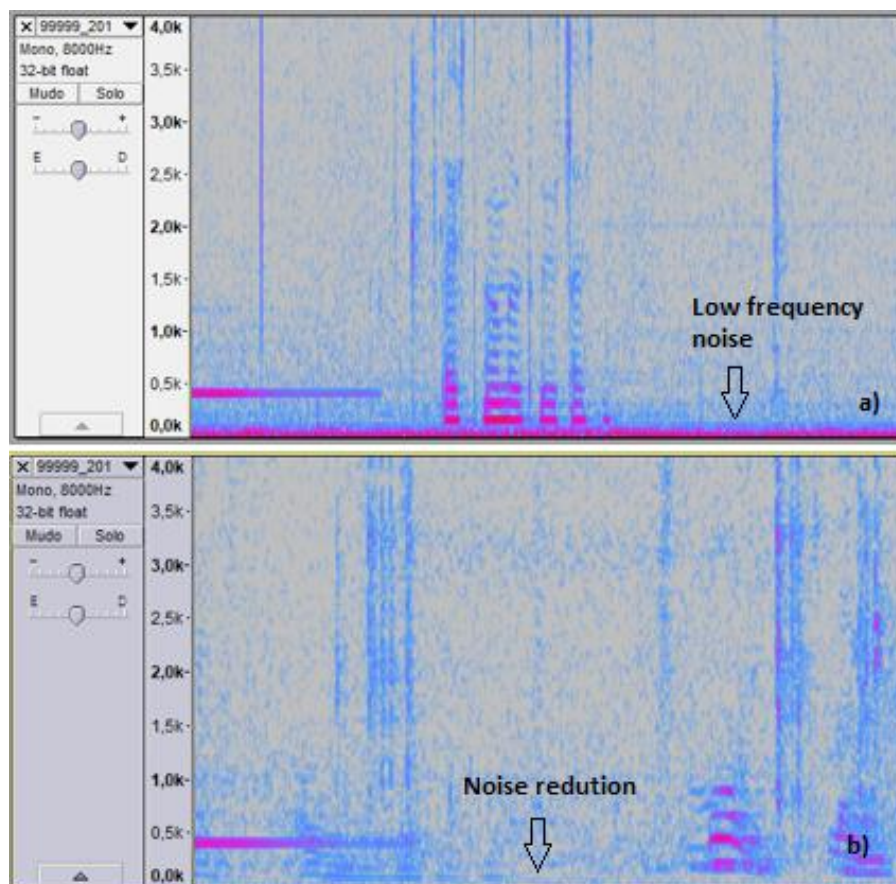 99999_201
Mono, 8000Hz
32-bit float
Mudo Solo
- +
E D
4,0k
3,5k-
3,0k-
2,5k-
2,0k-
1,5k-
1,0k-
0,5k-
0,0k
Low frequency
noise
a)
99999_201
Mono, 8000Hz
32-bit float
Mudo Solo
- +
E D
4,0k
3,5k-
3,0k-
2,5k-
2,0k-
1,5k-
1,0k-
0,5k-
0,0k
Noise redution
b)